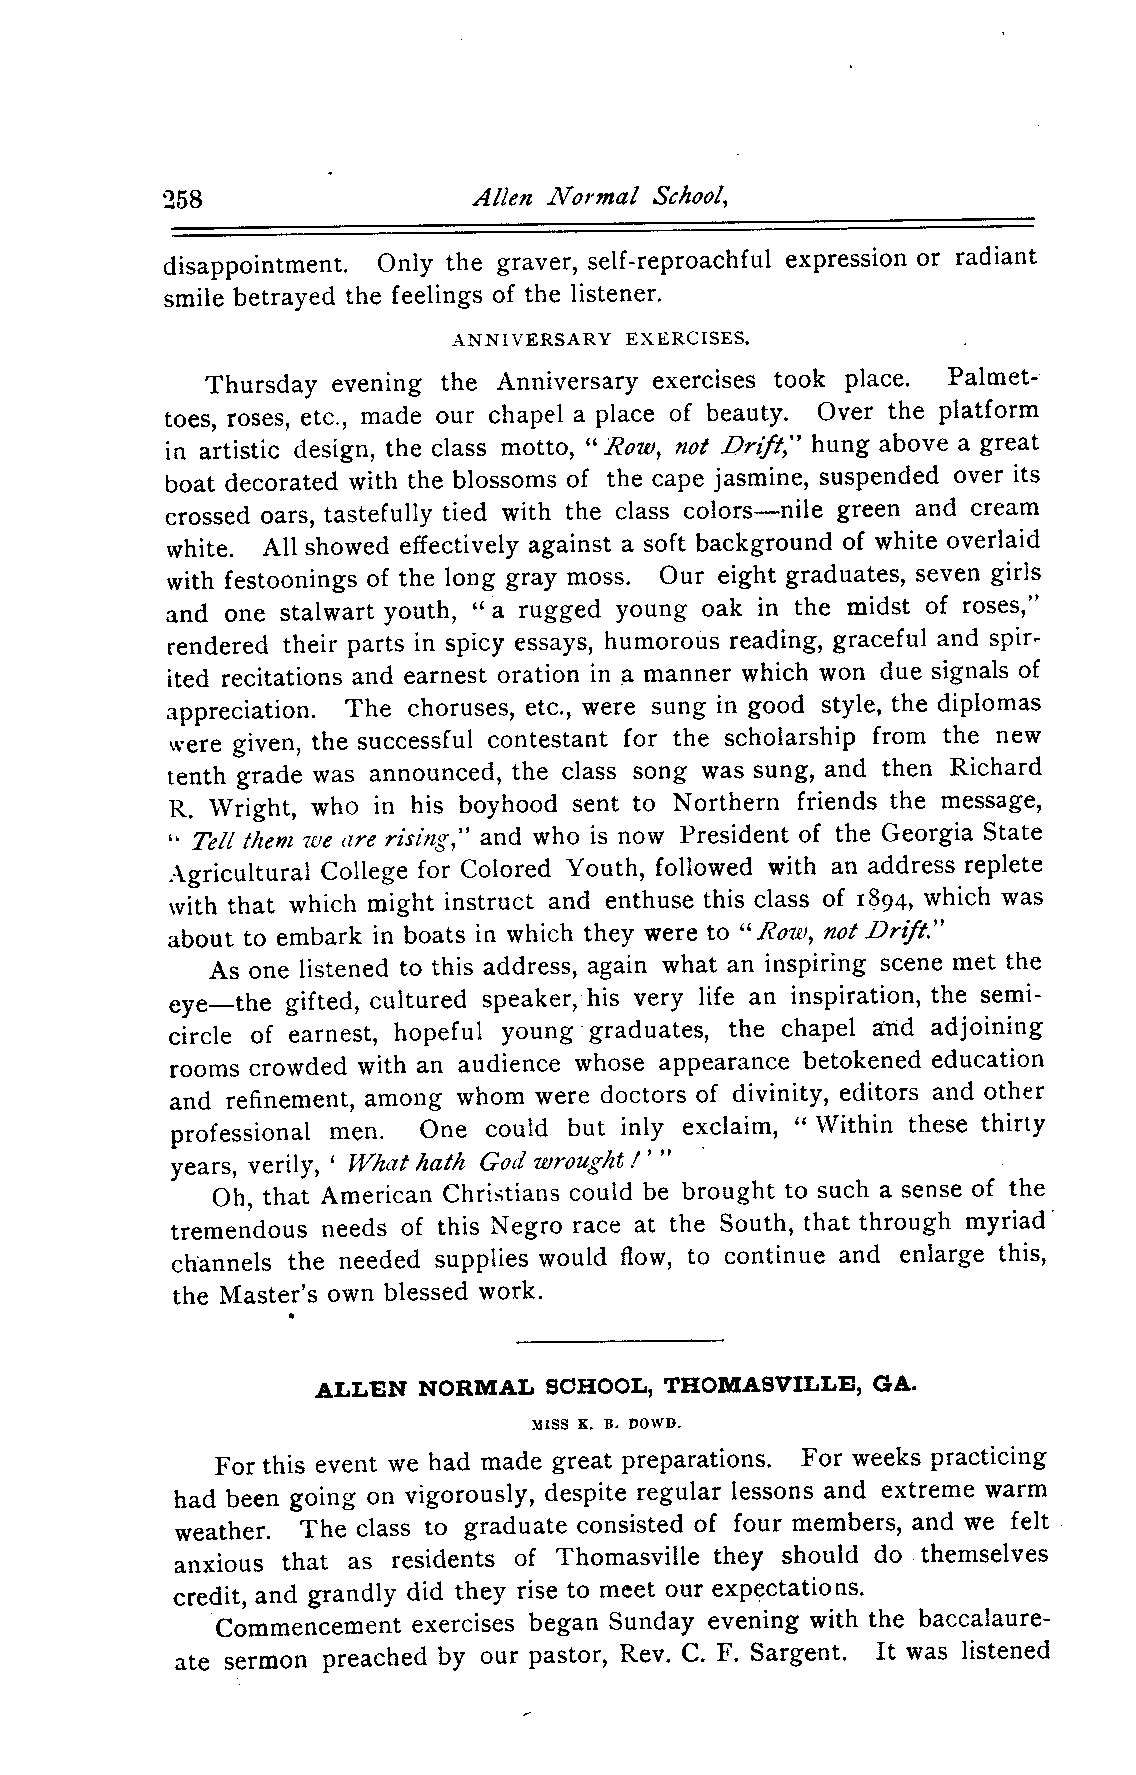 258 Allen Normal School,
disappointment. Only the graver, self-reproachful expression or radiant
smile betrayed the feelings of the listener.
ANNIVERSARY EXERCISES.
Thursday evening the Anniversary exercises took place. Palmet-
toes, roses, etc., made our chapel a place of beauty. Over the platform
in artistic design, the class motto, "Row, not Drift," hung above a great
boat decorated with the blossoms of the cape jasmine, suspended over its
crossed oars, tastefully tied with the class colors—nile green and cream
white. All showed effectively against a soft background of white overlaid
with festoonings of the long gray moss. Our eight graduates, seven girls
and one stalwart youth, "a rugged young oak in the midst of roses,"
rendered their parts in spicy essays, humorous reading, graceful and spir-
ited recitations and earnest oration in a manner which won due signals of
appreciation. The choruses, etc., were sung in good style, the diplomas
were given, the successful contestant for the scholarship from the new
tenth grade was announced, the class song was sung, and then Richard
R. Wright, who in his boyhood sent to Northern friends the message,
"Tell them we are rising," and who is now President of the Georgia State
Agricultural College for Colored Youth, followed with an address replete
with that which might instruct and enthuse this class of 1894, which was
about to embark in boats in which they were to "Row, not Drift."
As one listened to this address, again what an inspiring scene met the
eye—the gifted, cultured speaker, his very life an inspiration, the semi-
circle of earnest, hopeful young graduates, the chapel and adjoining
rooms crowded with an audience whose appearance betokened education
and refinement, among whom were doctors of divinity, editors and other
professional men. One could but inly exclaim, "Within these thirty
years, verily, 'What hath God wrought!'"
Oh, that American Christians could be brought to such a sense of the
tremendous needs of this Negro race at the South, that through myriad
channels the needed supplies would flow, to continue and enlarge this,
the Master's own blessed work.
ALLEN NORMAL SCHOOL, THOMASVILLE, GA.
MISS K. B. DOWD.
For this event we had made great preparations. For weeks practicing
had been going on vigorously, despite regular lessons and extreme warm
weather. The class to graduate consisted of four members, and we felt
anxious that as residents of Thomasville they should do themselves
credit, and grandly did they rise to meet our expectations.
Commencement exercises began Sunday evening with the baccalaure-
ate sermon preached by our pastor, Rev. C. F. Sargent. It was listened